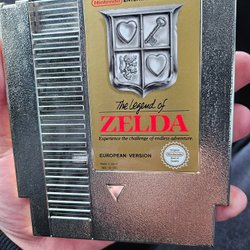 Nintendo
The Legend of
ZELDA
Experience the challenge of endless adventure.
EUROPEAN VERSION